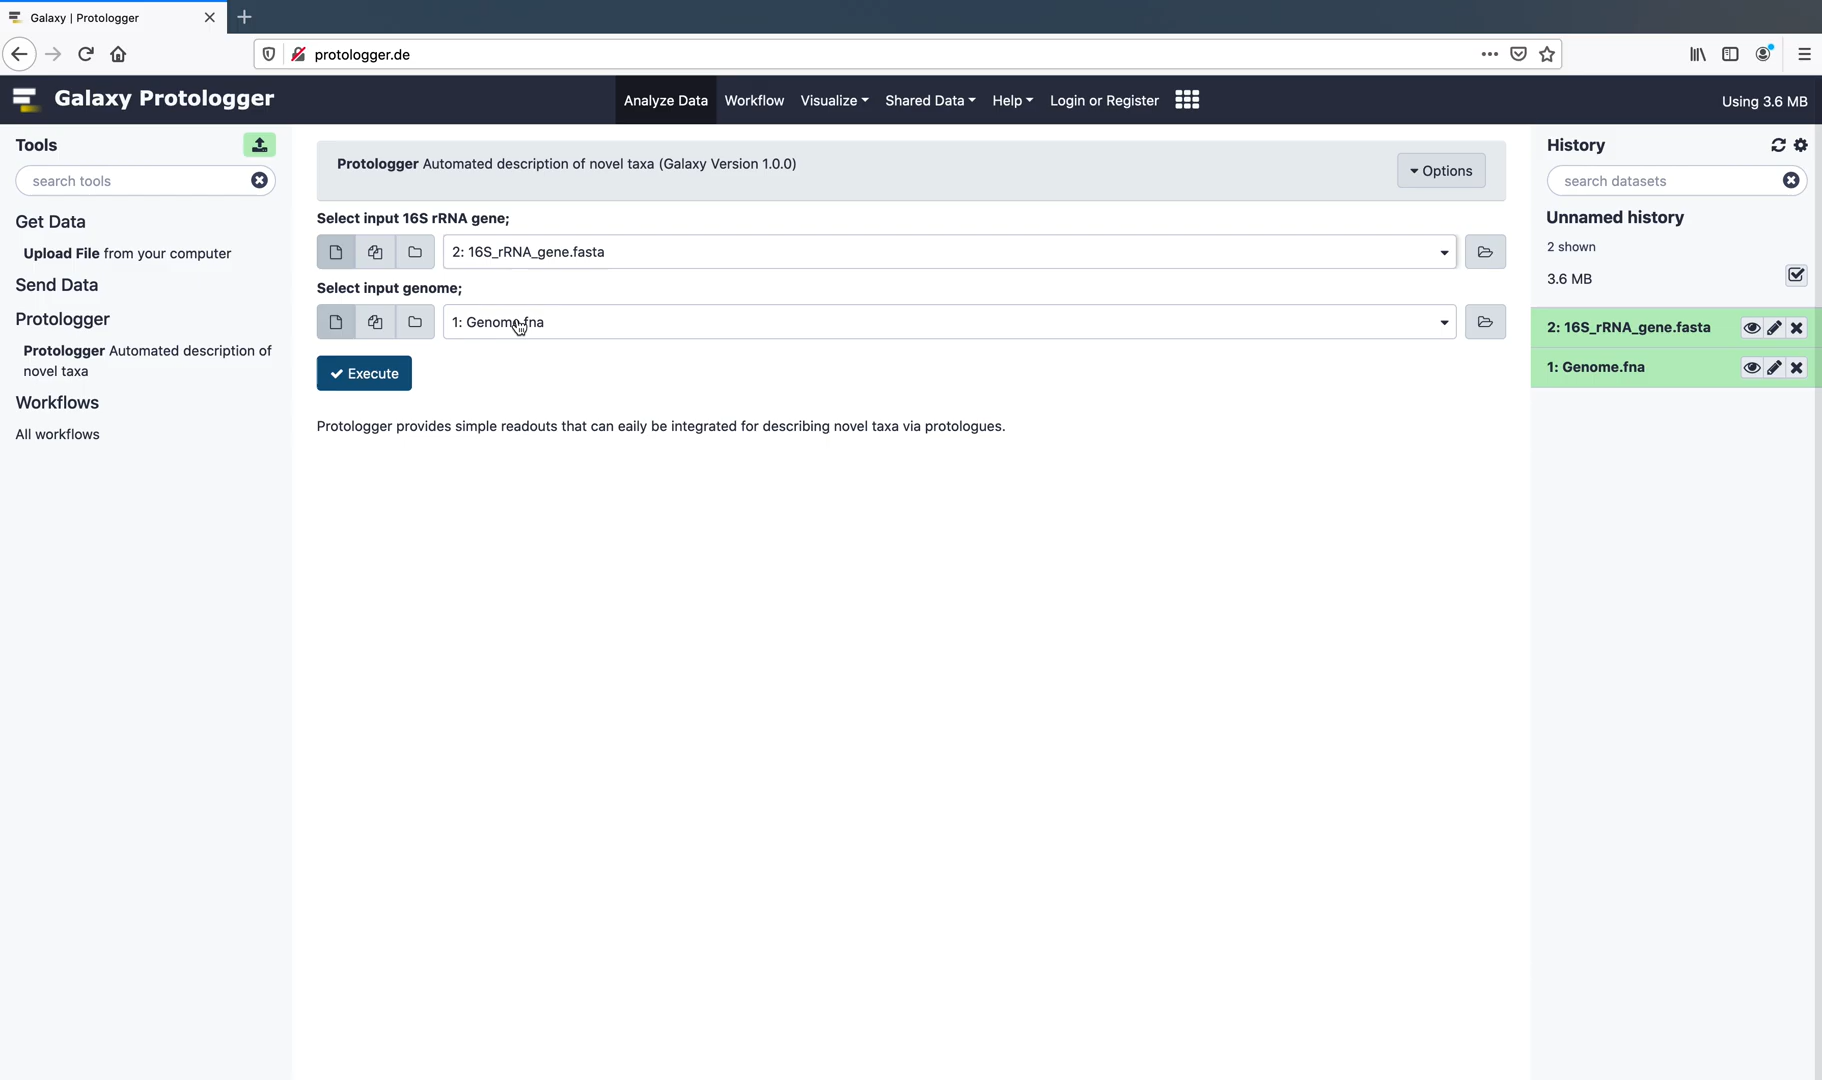 Galaxy | Protologger
protologger.de
Galaxy Protologger
Analyze Data
Workflow
Visualize
Shared Data
Help
Login or Register
Using 3.6 MB
Tools
search tools
Get Data
Upload File from your computer
Send Data
Protologger
Protologger Automated description of
novel taxa
Workflows
All workflows
Protologger Automated description of novel taxa (Galaxy Version 1.0.0)
Options
Select input 16S rRNA gene;
2: 16S_rRNA_gene.fasta
Select input genome;
1: Genome.fna
Execute
Protologger provides simple readouts that can eaily be integrated for describing novel taxa via protologues.
History
search datasets
Unnamed history
2 shown
3.6 MB
2: 16S_rRNA_gene.fasta
1: Genome.fna